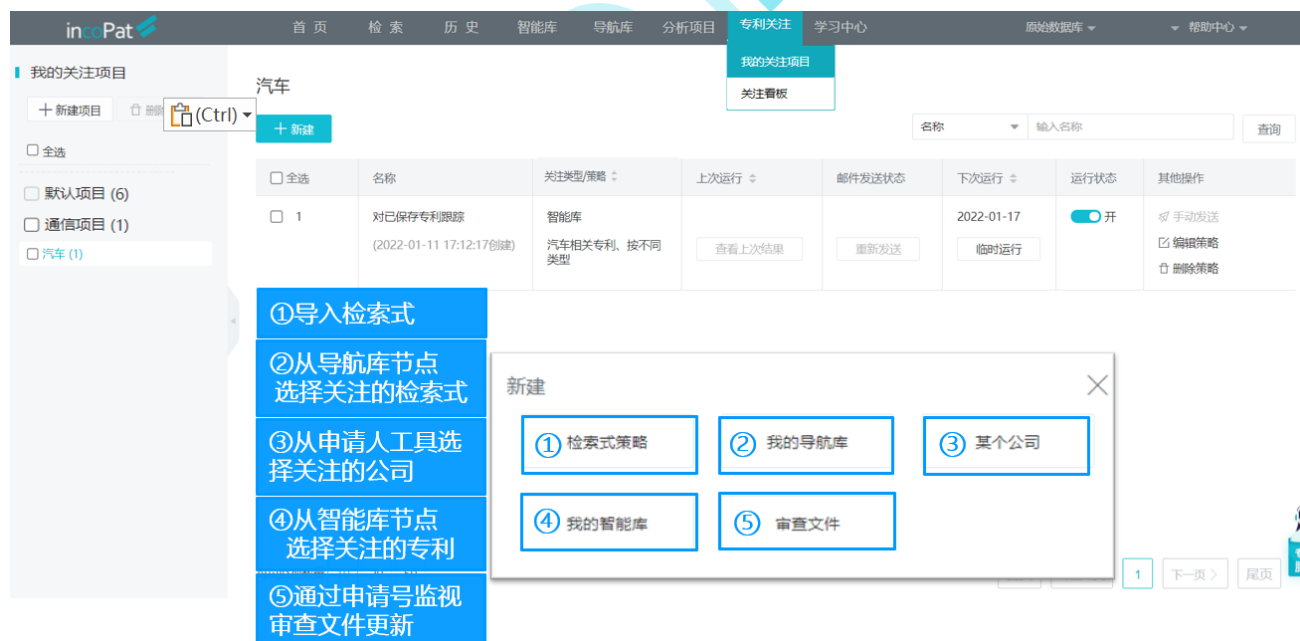 incoPat 首 页 检 索 历 史 智能库 导航库 分析项目 专利关注 学习中心 原始数据库 帮助中心
我的关注项目
关注看板
我的关注项目
新建项目
(Ctrl)
全选
默认项目 (6)
通信项目 (1)
汽车 (1)
汽车
新建
名称 输入名称 查询
全选 名称 关注类型/策略 上次运行 邮件发送状态 下次运行 运行状态 其他操作
1 对已保存专利跟踪 智能库 2022-01-17 开 手动发送
(2022-01-11 17:12:17创建) 汽车相关专利、按不同 查看上次结果 重新发送 临时运行 编辑策略
类型 删除策略
①导入检索式
②从导航库节点
选择关注的检索式
③从申请人工具选
择关注的公司
④从智能库节点
选择关注的专利
⑤通过申请号监视
审查文件更新
新建
① 检索式策略 ② 我的导航库 ③ 某个公司
④ 我的智能库 ⑤ 审查文件
1 下一页 尾页